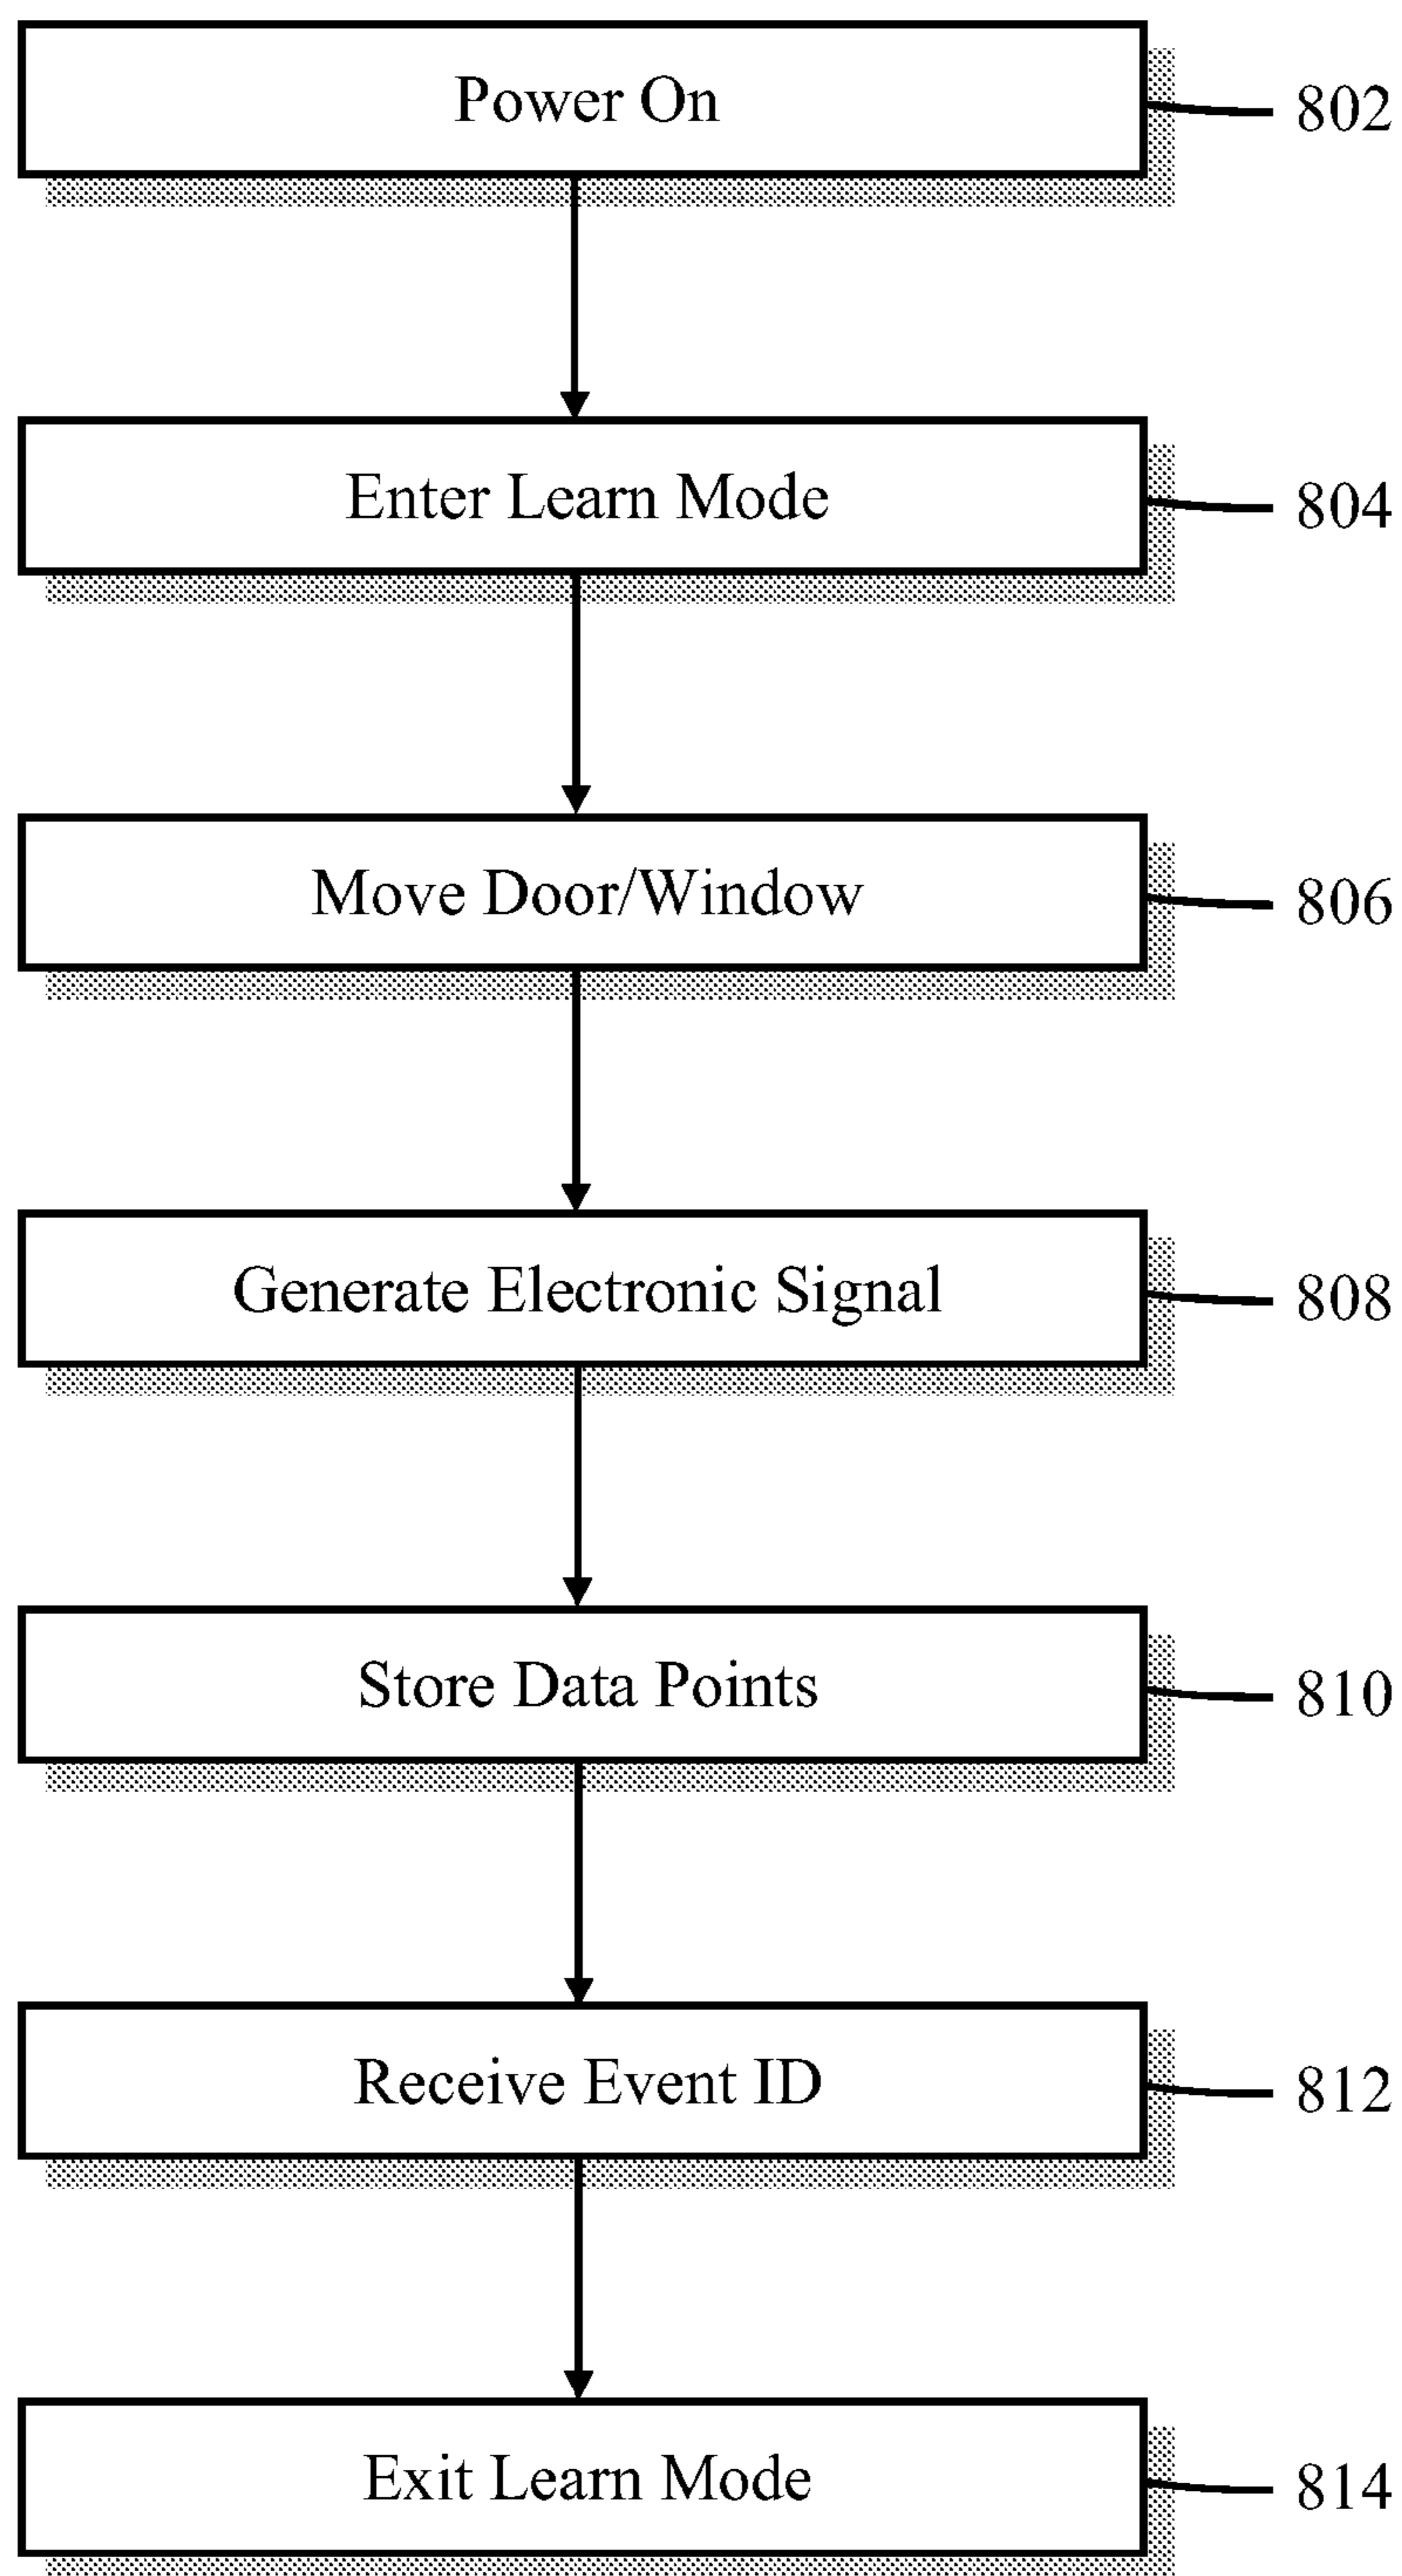 Power On
802
Enter Learn Mode
804
Move Door/Window
806
Generate Electronic Signal
808
Store Data Points
810
Receive Event ID
812
Exit Learn Mode
814